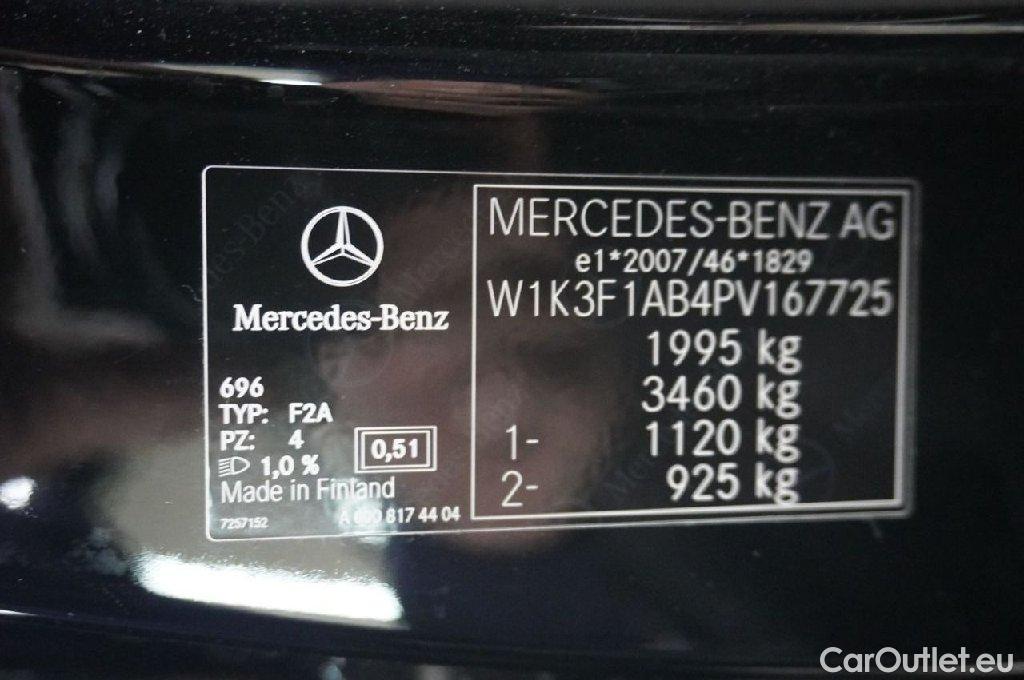 Mercedes-Benz
696
TYP: F2A
PZ: 4
1,0 %
0,51
Made in Finland
7257152
817 44 04
MERCEDES-BENZ AG
e1*2007/46*1829
W1K3F1AB4PV167725
1995 kg
3460 kg
1- 1120 kg
2- 925 kg
CarOutlet.eu